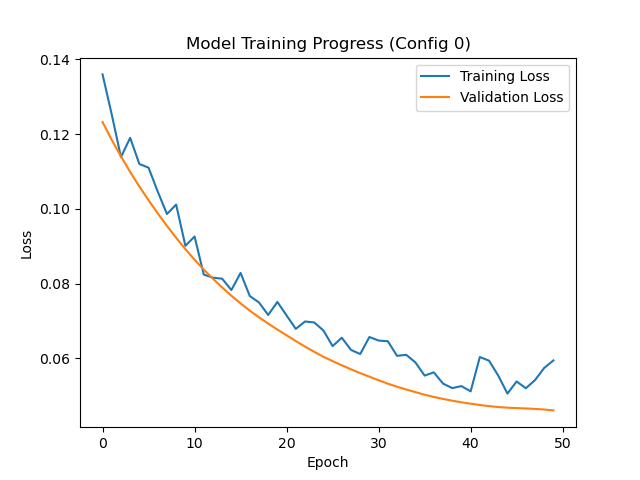 Model Training Progress (Config 0)
Training Loss
Validation Loss
0.14
0.12
0.10
0.08
0.06
Loss
0
10
20
30
40
50
Epoch